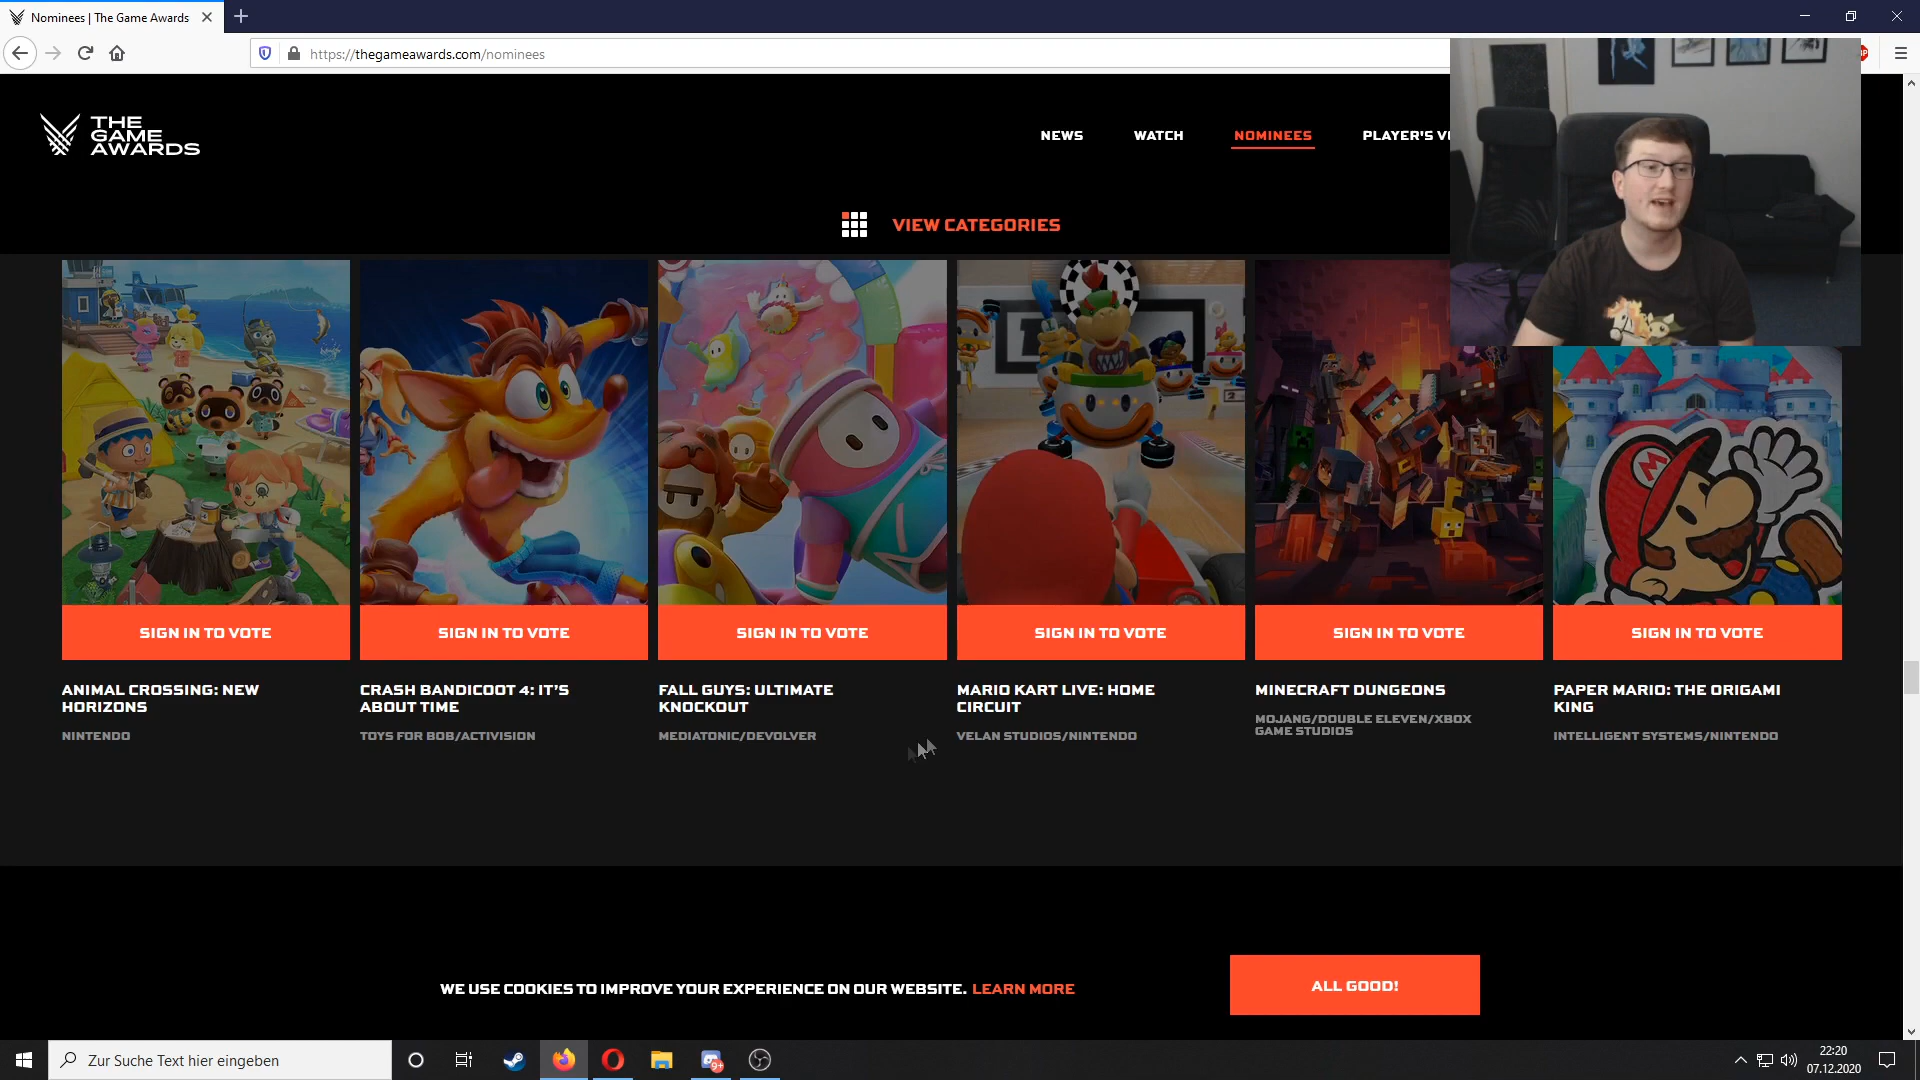 Nominees | The Game Awards
https://thegameawards.com/nominees
THE
GAME
AWARDS
NEWS
WATCH
NOMINEES
PLAYER'S V
VIEW CATEGORIES
SIGN IN TO VOTE
SIGN IN TO VOTE
SIGN IN TO VOTE
SIGN IN TO VOTE
SIGN IN TO VOTE
SIGN IN TO VOTE
ANIMAL CROSSING: NEW
HORIZONS
NINTENDO
CRASH BANDICOOT 4: IT'S
ABOUT TIME
TOYS FOR BOB/ACTIVISION
FALL GUYS: ULTIMATE
KNOCKOUT
MEDIATONIC/DEVOLVER
MARIO KART LIVE: HOME
CIRCUIT
VELAN STUDIOS/NINTENDO
MINECRAFT DUNGEONS
MOJANG/DOUBLE ELEVEN/XBOX
GAME STUDIOS
PAPER MARIO: THE ORIGAMI
KING
INTELLIGENT SYSTEMS/NINTENDO
WE USE COOKIES TO IMPROVE YOUR EXPERIENCE ON OUR WEBSITE. LEARN MORE
ALL GOOD!
Zur Suche Text hier eingeben
9+
22:20
07.12.2020